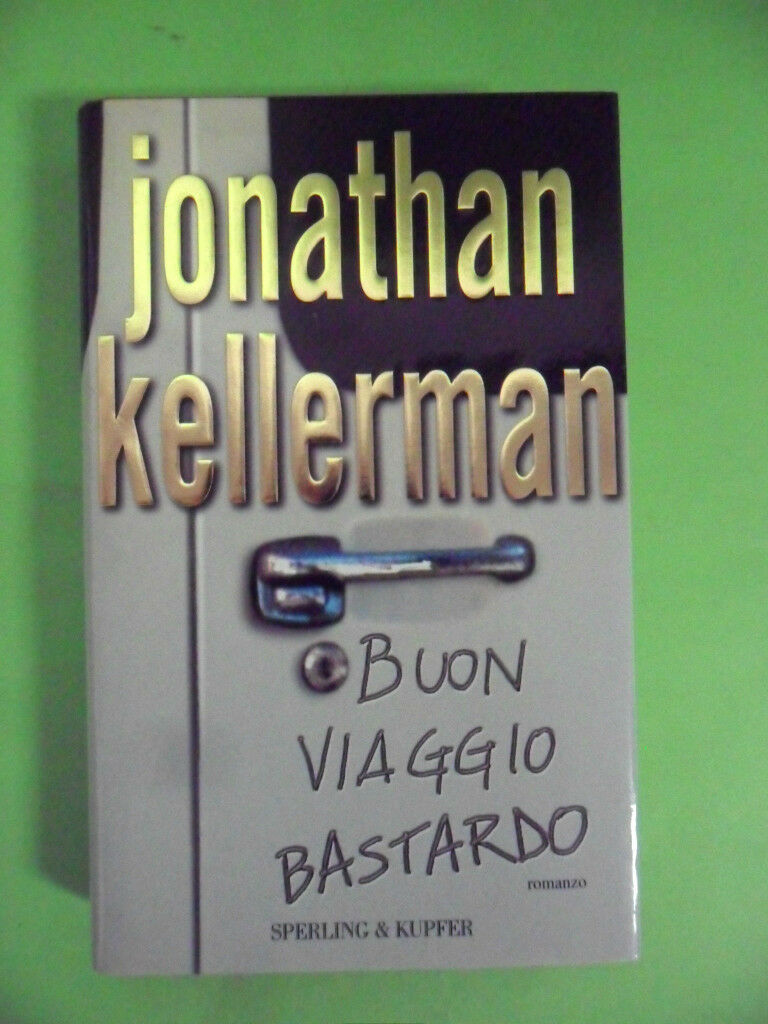 jonathan
kellerman
BUON
VIAGGIO
BASTARDO
romanzo
SPERLING & KUPFER